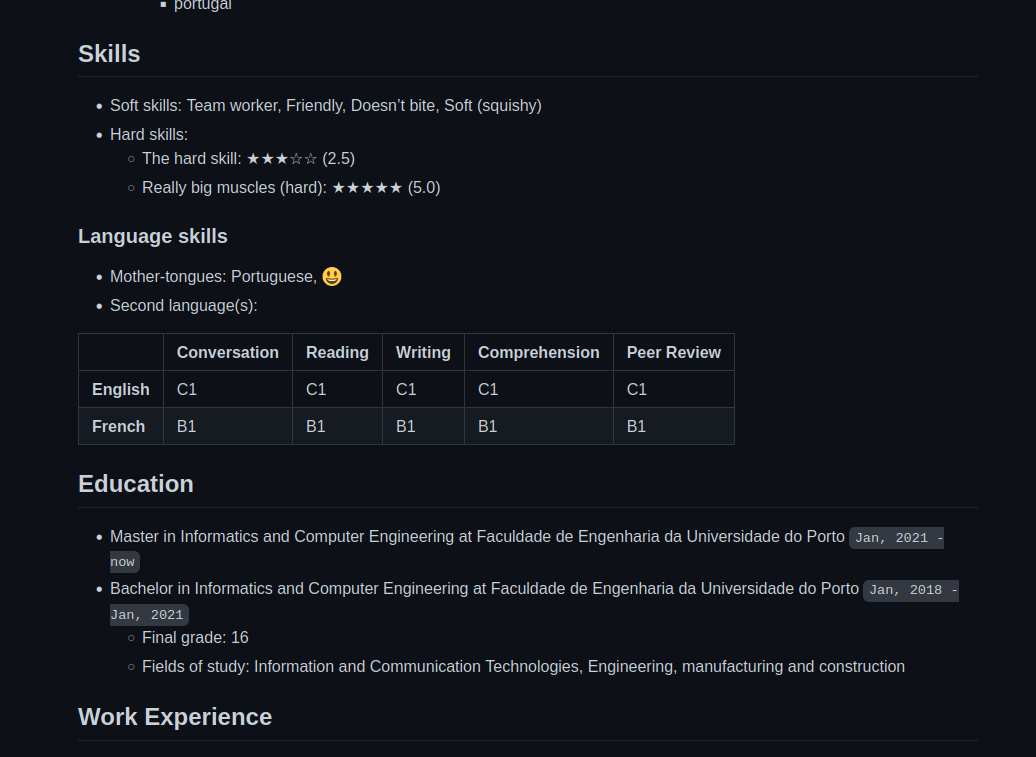 portugal
Skills
Soft skills: Team worker, Friendly, Doesn’t bite, Soft (squishy)
Hard skills:
The hard skill: ★★★☆☆ (2.5)
Really big muscles (hard): ★★★★★ (5.0)
Language skills
Mother-tongues: Portuguese, 😃
Second language(s):
Conversation Reading Writing Comprehension Peer Review
English C1 C1 C1 C1 C1
French B1 B1 B1 B1 B1
Education
Master in Informatics and Computer Engineering at Faculdade de Engenharia da Universidade do Porto Jan, 2021 -
now
Bachelor in Informatics and Computer Engineering at Faculdade de Engenharia da Universidade do Porto Jan, 2018 -
Jan, 2021
Final grade: 16
Fields of study: Information and Communication Technologies, Engineering, manufacturing and construction
Work Experience